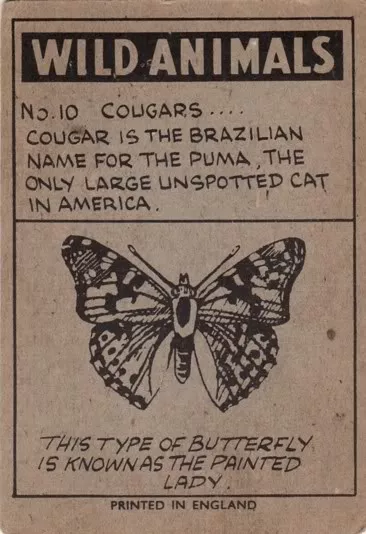 WILD ANIMALS
No.10 COUGARS ....
COUGAR IS THE BRAZILIAN
NAME FOR THE PUMA, THE
ONLY LARGE UNSPOTTED CAT
IN AMERICA.
THIS TYPE OF BUTTERFLY
IS KNOWN AS THE PAINTED
LADY.
PRINTED IN ENGLAND